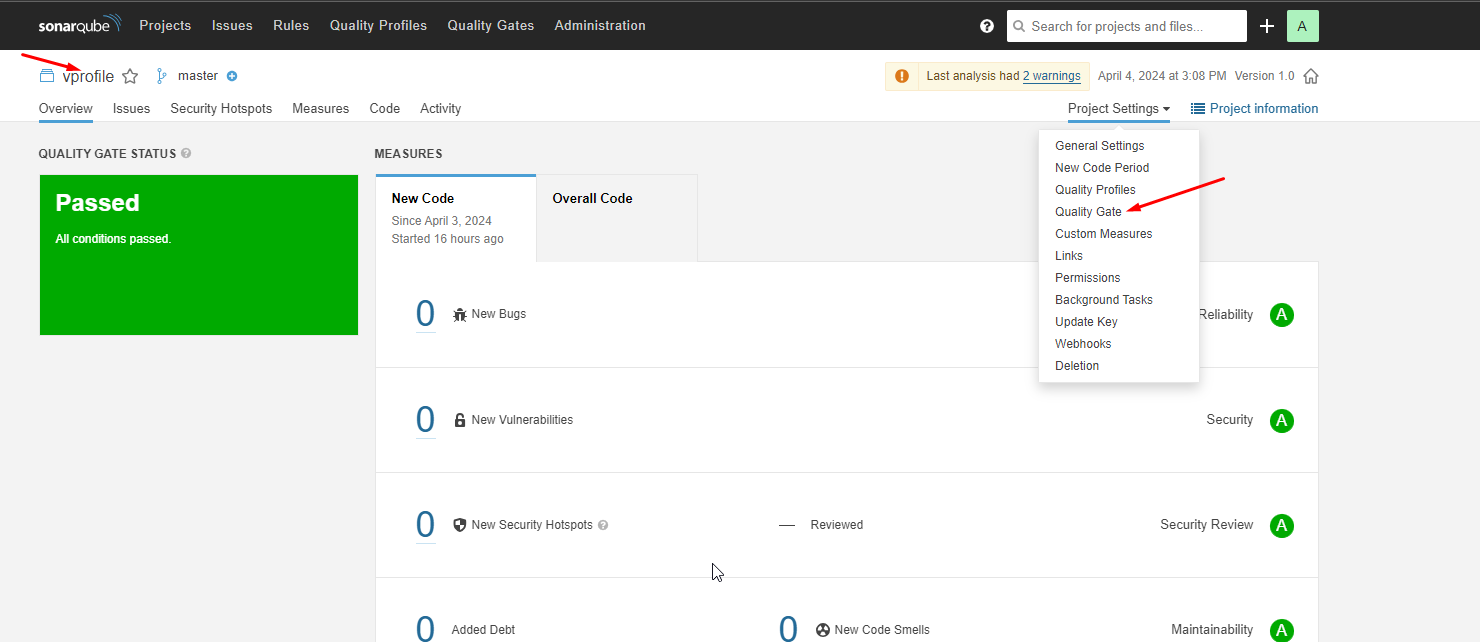 sonarqube Projects Issues Rules Quality Profiles Quality Gates Administration ? Search for projects and files... + A
vprofile master Last analysis had 2 warnings April 4, 2024 at 3:08 PM Version 1.0
Overview Issues Security Hotspots Measures Code Activity Project Settings Project information
General Settings
New Code Period
Quality Profiles
Quality Gate
Custom Measures
Links
Permissions
Background Tasks
Update Key
Webhooks
Deletion
QUALITY GATE STATUS ?
Passed
All conditions passed.
MEASURES
New Code
Since April 3, 2024
Started 16 hours ago
Overall Code
0 New Bugs Reliability A
0 New Vulnerabilities Security A
0 New Security Hotspots ? — Reviewed Security Review A
0 Added Debt 0 New Code Smells Maintainability A